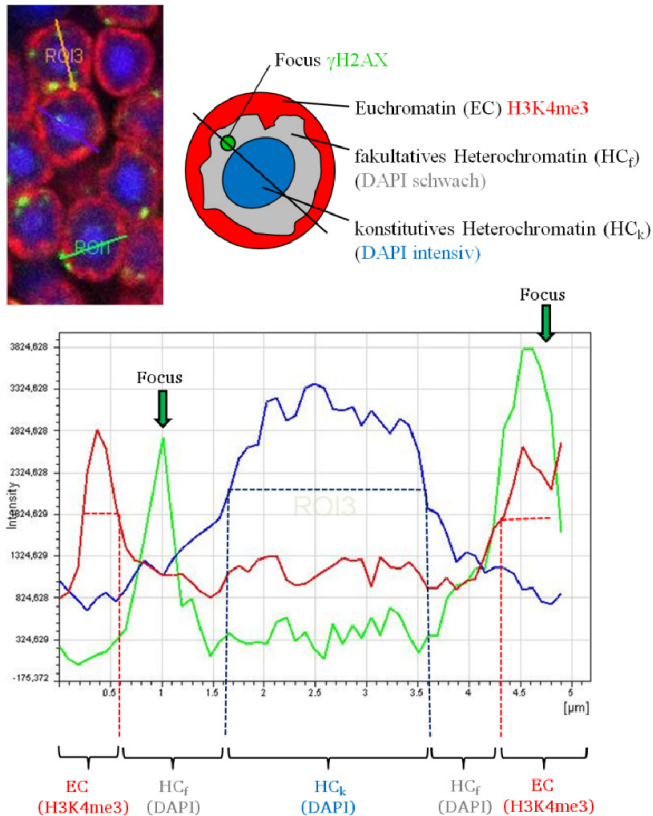 ROI3
ROI1
Focus γH2AX
Euchromatin (EC) H3K4me3
fakultatives Heterochromatin (HCf)
(DAPI schwach)
konstitutives Heterochromatin (HCk)
(DAPI intensiv)
Focus
Focus
3824,628
3324,628
2824,628
2324,628
1824,629
1324,629
824,628
324,629
-175,372
Intensity
ROI3
0.5
1
1.5
2
2.5
3
3.5
4
4.5
5
[µm]
EC
(H3K4me3)
HCf
(DAPI)
HCk
(DAPI)
HCf
(DAPI)
EC
(H3K4me3)